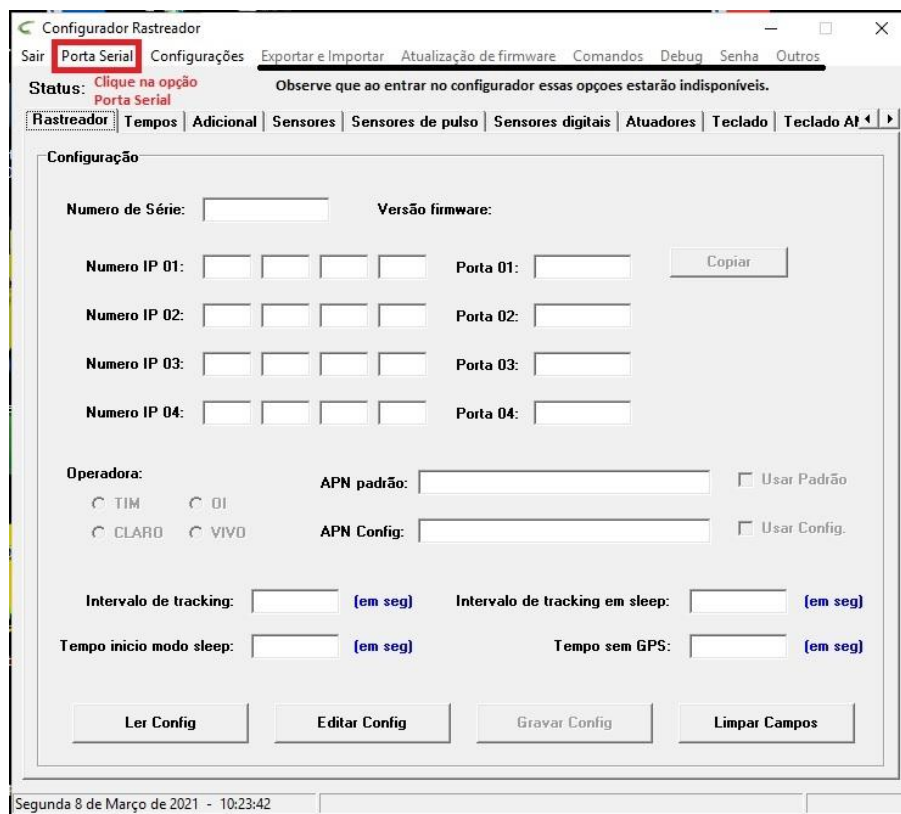 Configurador Rastreador
Sair Porta Serial Configurações Exportar e Importar Atualização de firmware Comandos Debug Senha Outros
Status: Clique na opção Observe que ao entrar no configurador essas opçoes estarão indisponíveis.
Porta Serial
Rastreador Tempos Adicional Sensores Sensores de pulso Sensores digitais Atuadores Teclado Teclado
Configuração
Numero de Série: Versão firmware:
Numero IP 01: Porta 01: Copiar
Numero IP 02: Porta 02:
Numero IP 03: Porta 03:
Numero IP 04: Porta 04:
Operadora:
APN padrão: Usar Padrão
TIM OI
CLARO VIVO APN Config: Usar Config.
Intervalo de tracking: (em seg) Intervalo de tracking em sleep: (em seg)
Tempo inicio modo sleep: (em seg) Tempo sem GPS: (em seg)
Ler Config Editar Config Gravar Config Limpar Campos
Segunda 8 de Março de 2021 - 10:23:42